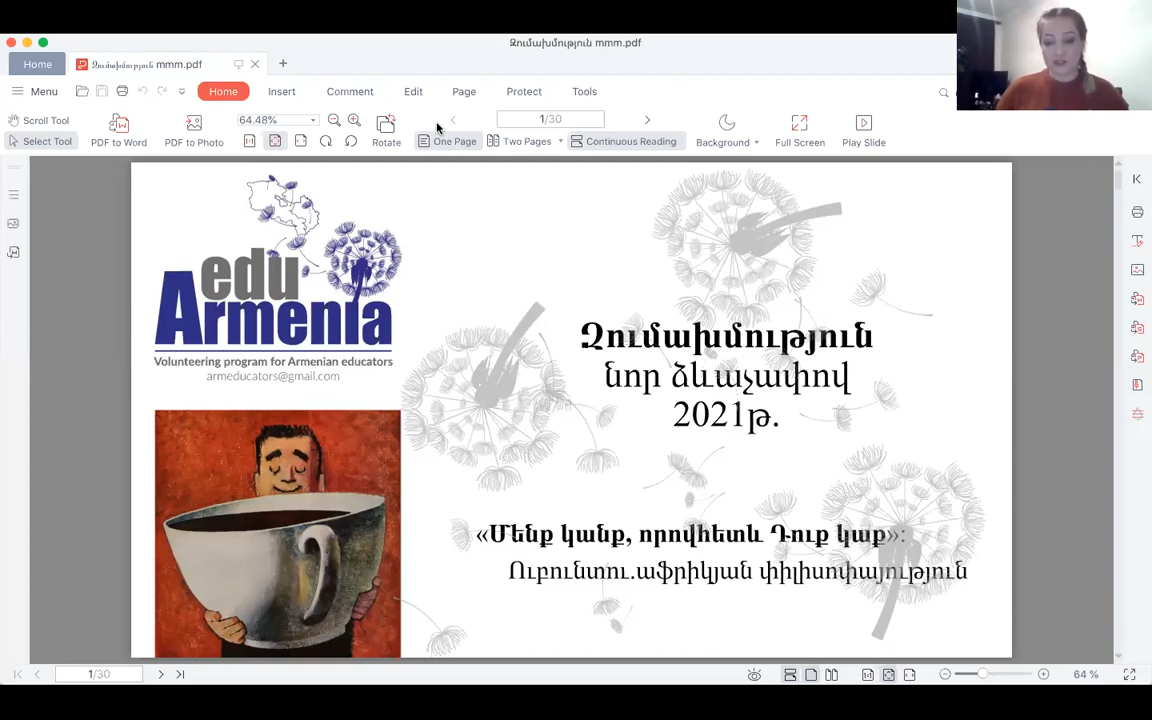 Զումախմություն mmm.pdf
Home
Զումախմություն mmm.pdf
Menu
Home
Insert
Comment
Edit
Page
Protect
Tools
Scroll Tool
Select Tool
PDF to Word
PDF to Photo
64.48%
Rotate
1/30
One Page
Two Pages
Continuous Reading
Background
Full Screen
Play Slide
edu
Armenia
Volunteering program for Armenian educators
armeducators@gmail.com
Զումախմություն
նոր ձևաչափով
2021թ.
«Մենք կանք, որովհետև Դուք կաք»:
Ուբունտու.աֆրիկյան փիլիսոփայություն
1/30
64 %